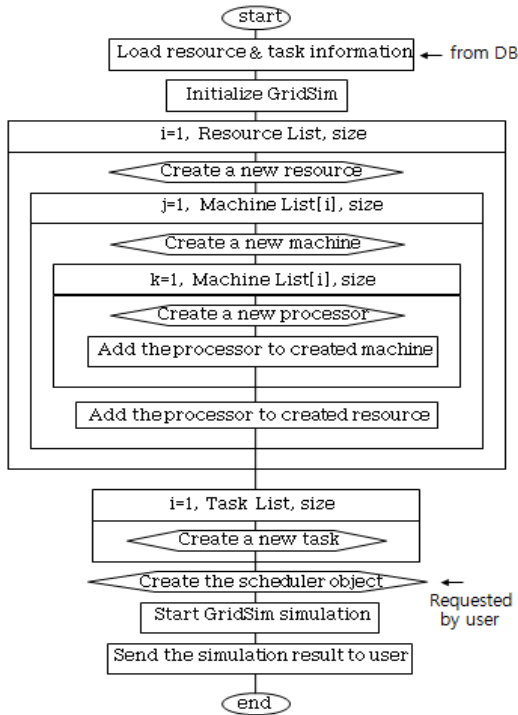 start
Load resource & task information
from DB
Initialize GridSim
i=1, Resource List, size
Create a new resource
j=1, Machine List[i], size
Create a new machine
k=1, Machine List[i], size
Create a new processor
Add the processor to created machine
Add the processor to created resource
i=1, Task List, size
Create a new task
Create the scheduler object
Requested
by user
Start GridSim simulation
Send the simulation result to user
end